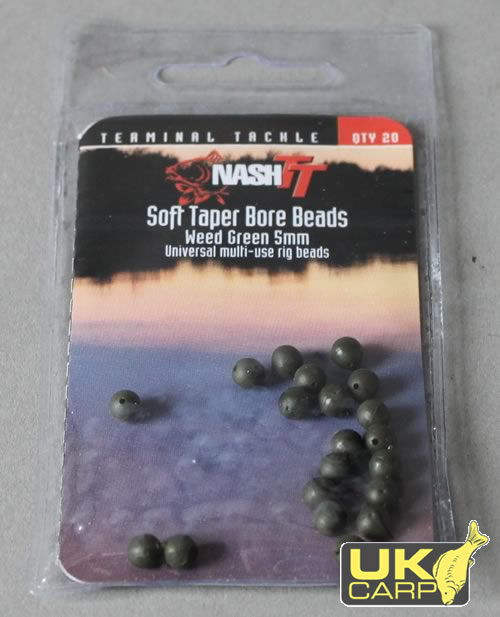 TERMINAL TACKLE QTY 20
NASH TT
Soft Taper Bore Beads
Weed Green 5mm
Universal multi-use rig beads
UK
CARP